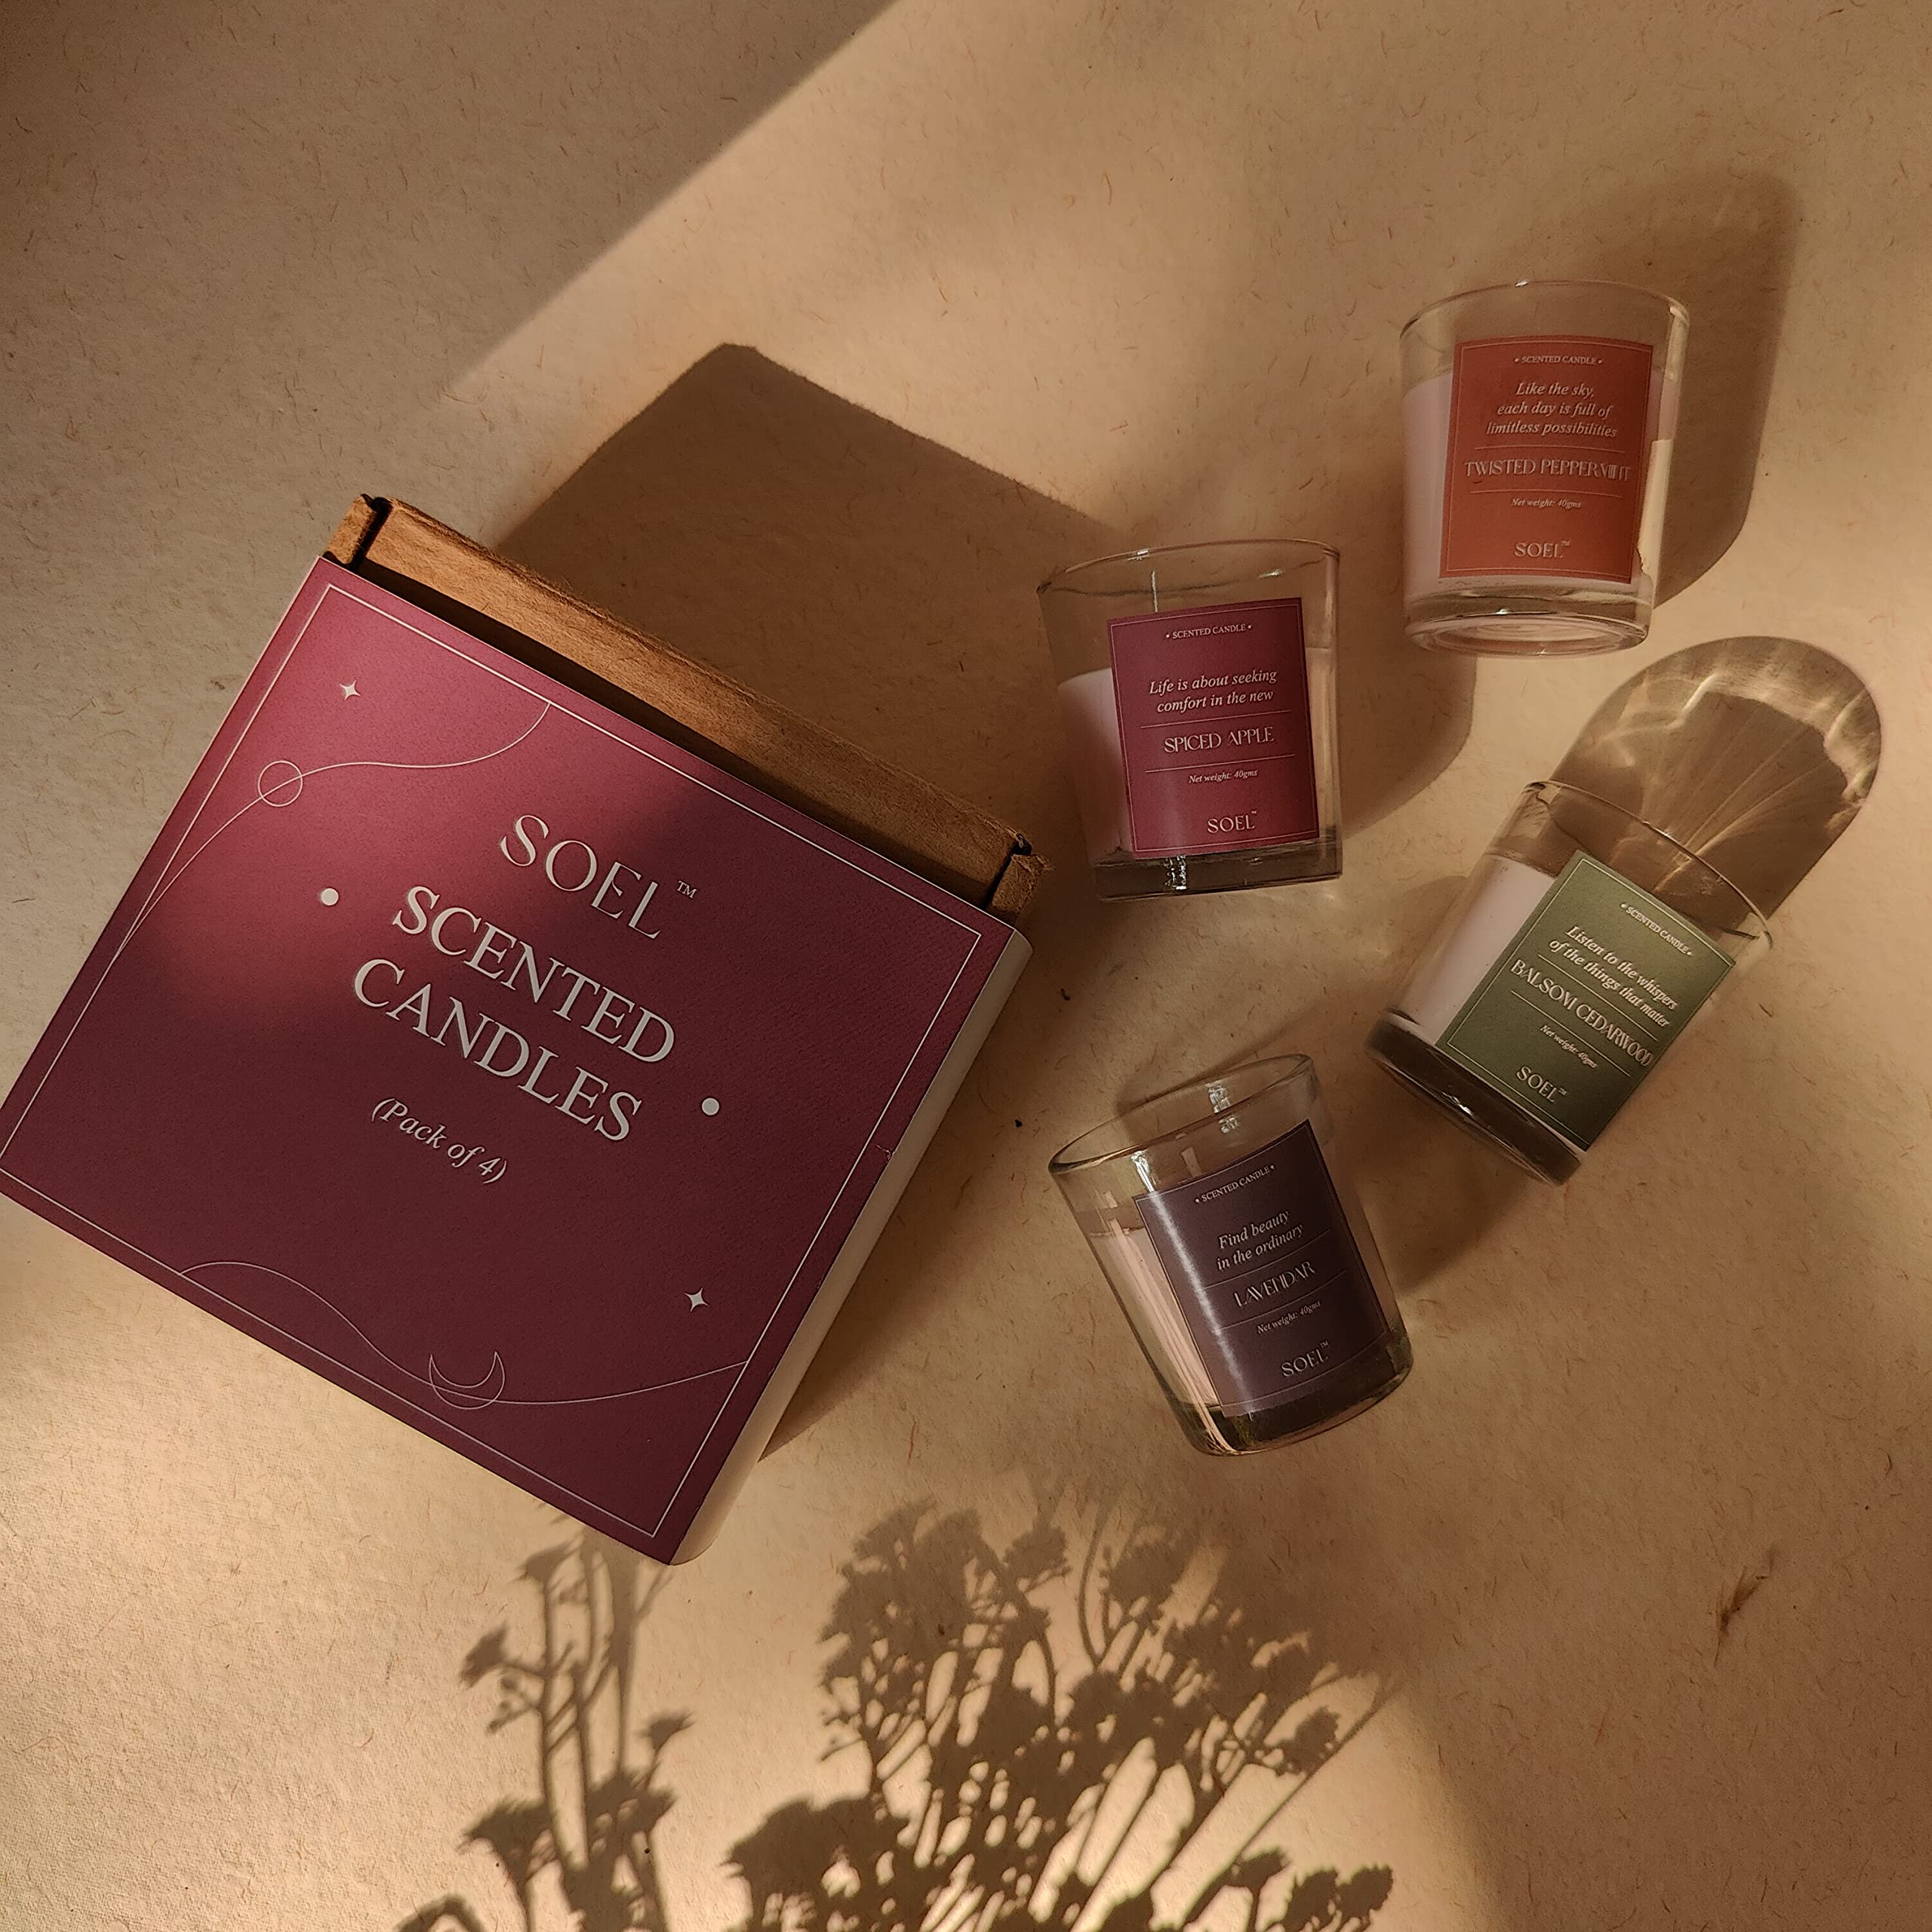 SOEL™
• SCENTED
CANDLES •
(Pack of 4)
• SCENTED CANDLE •
Like the sky,
each day is full of
limitless possibilities
TWISTED PEPPERMINT
Net weight: 40gms
SOEL™
• SCENTED CANDLE •
Life is about seeking
comfort in the new
SPICED APPLE
Net weight: 40gms
SOEL™
• SCENTED CANDLE •
Listen to the whispers
of the things that matter
BALSOM CEDARWOOD
Net weight: 40gms
SOEL™
• SCENTED CANDLE •
Find beauty
in the ordinary
LAVENDAR
Net weight: 40gms
SOEL™